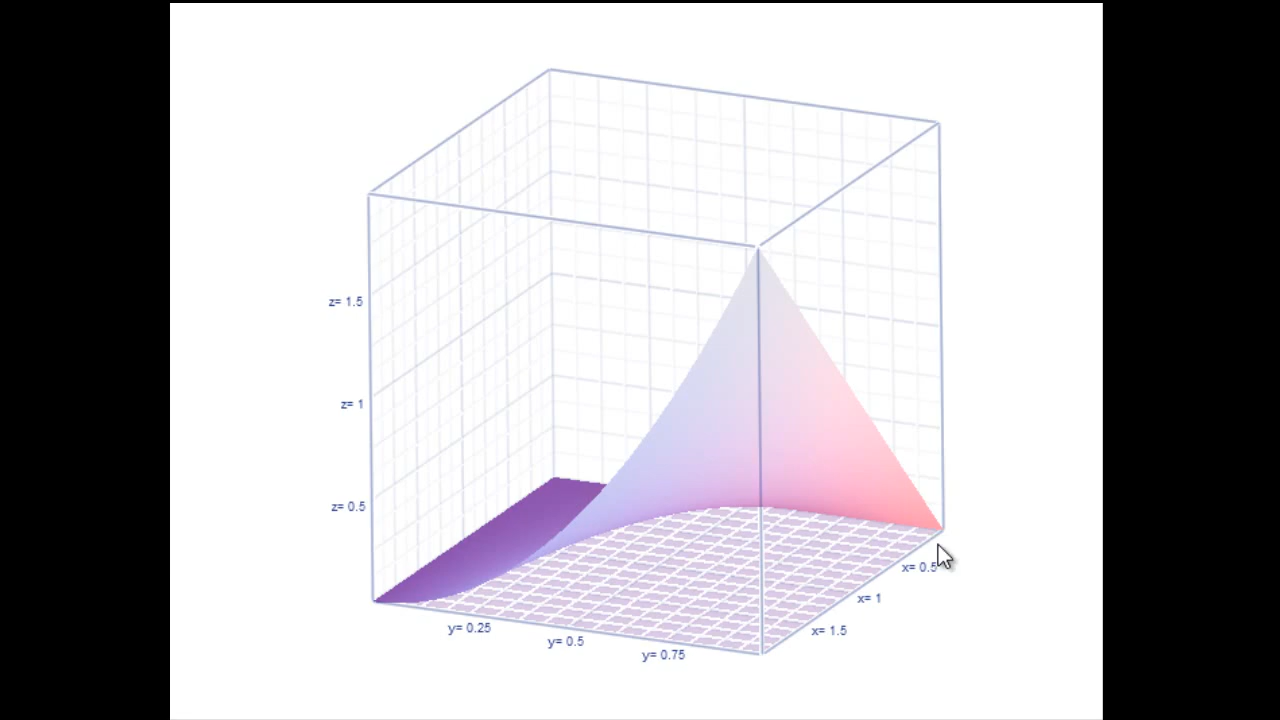 z= 1.5
z= 1
z= 0.5
y= 0.25
y= 0.5
y= 0.75
x= 0.5
x= 1
x= 1.5